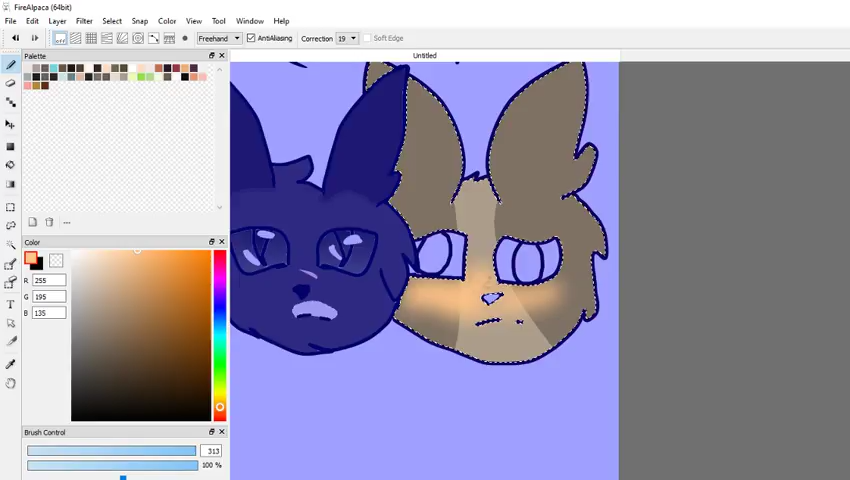 FireAlpaca (64bit)
File Edit Layer Filter Select Snap Color View Tool Window Help
off Freehand AntiAliasing Correction 19 Soft Edge
Palette
Untitled
Color
R 255
G 195
B 135
Brush Control
313
100 %